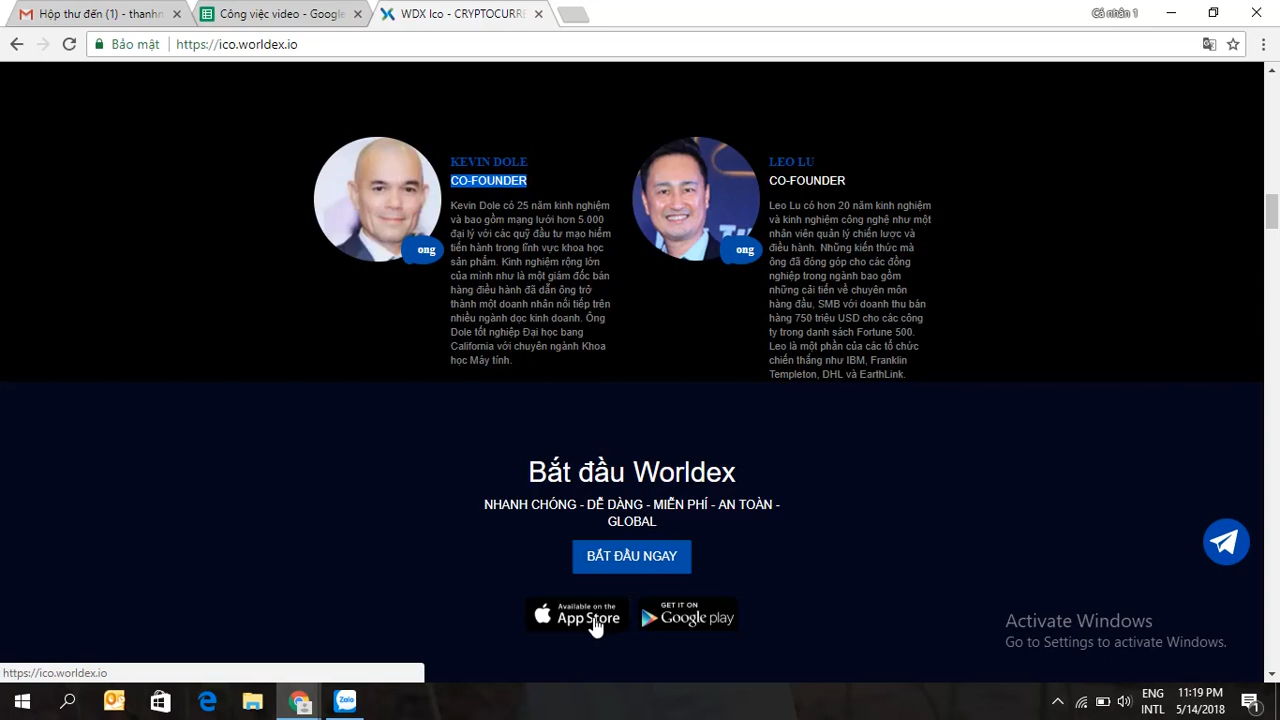 Hộp thư đến (1) - thanhn
Công việc video - Google
WDX Ico - CRYPTOCURRE
Cá nhân 1
Bảo mật
https://ico.worldex.io
KEVIN DOLE
CO-FOUNDER
Kevin Dole có 25 năm kinh nghiệm
và bao gồm mạng lưới hơn 5.000
đại lý với các quỹ đầu tư mạo hiểm
tiến hành trong lĩnh vực khoa học
sản phẩm. Kinh nghiệm rộng lớn
của mình như là một giám đốc bán
hàng điều hành đã dẫn ông trở
thành một doanh nhân nối tiếp trên
nhiều ngành dọc kinh doanh. Ông
Dole tốt nghiệp Đại học bang
California với chuyên ngành Khoa
học Máy tính.
ong
LEO LU
CO-FOUNDER
Leo Lu có hơn 20 năm kinh nghiệm
và kinh nghiệm công nghệ như một
nhân viên quản lý chiến lược và
điều hành. Những kiến thức mà
ông đã đóng góp cho các đồng
nghiệp trong ngành bao gồm
những cải tiến về chuyên môn
hàng đầu, SMB với doanh thu bán
hàng 750 triệu USD cho các công
ty trong danh sách Fortune 500.
Leo là một phần của các tổ chức
chiến thắng như IBM, Franklin
Templeton, DHL và EarthLink.
ong
Bắt đầu Worldex
NHANH CHÓNG - DỄ DÀNG - MIỄN PHÍ - AN TOÀN -
GLOBAL
BẮT ĐẦU NGAY
Available on the
App Store
GET IT ON
Google play
Activate Windows
Go to Settings to activate Windows.
https://ico.worldex.io
Zalo
ENG
INTL
11:19 PM
5/14/2018
1